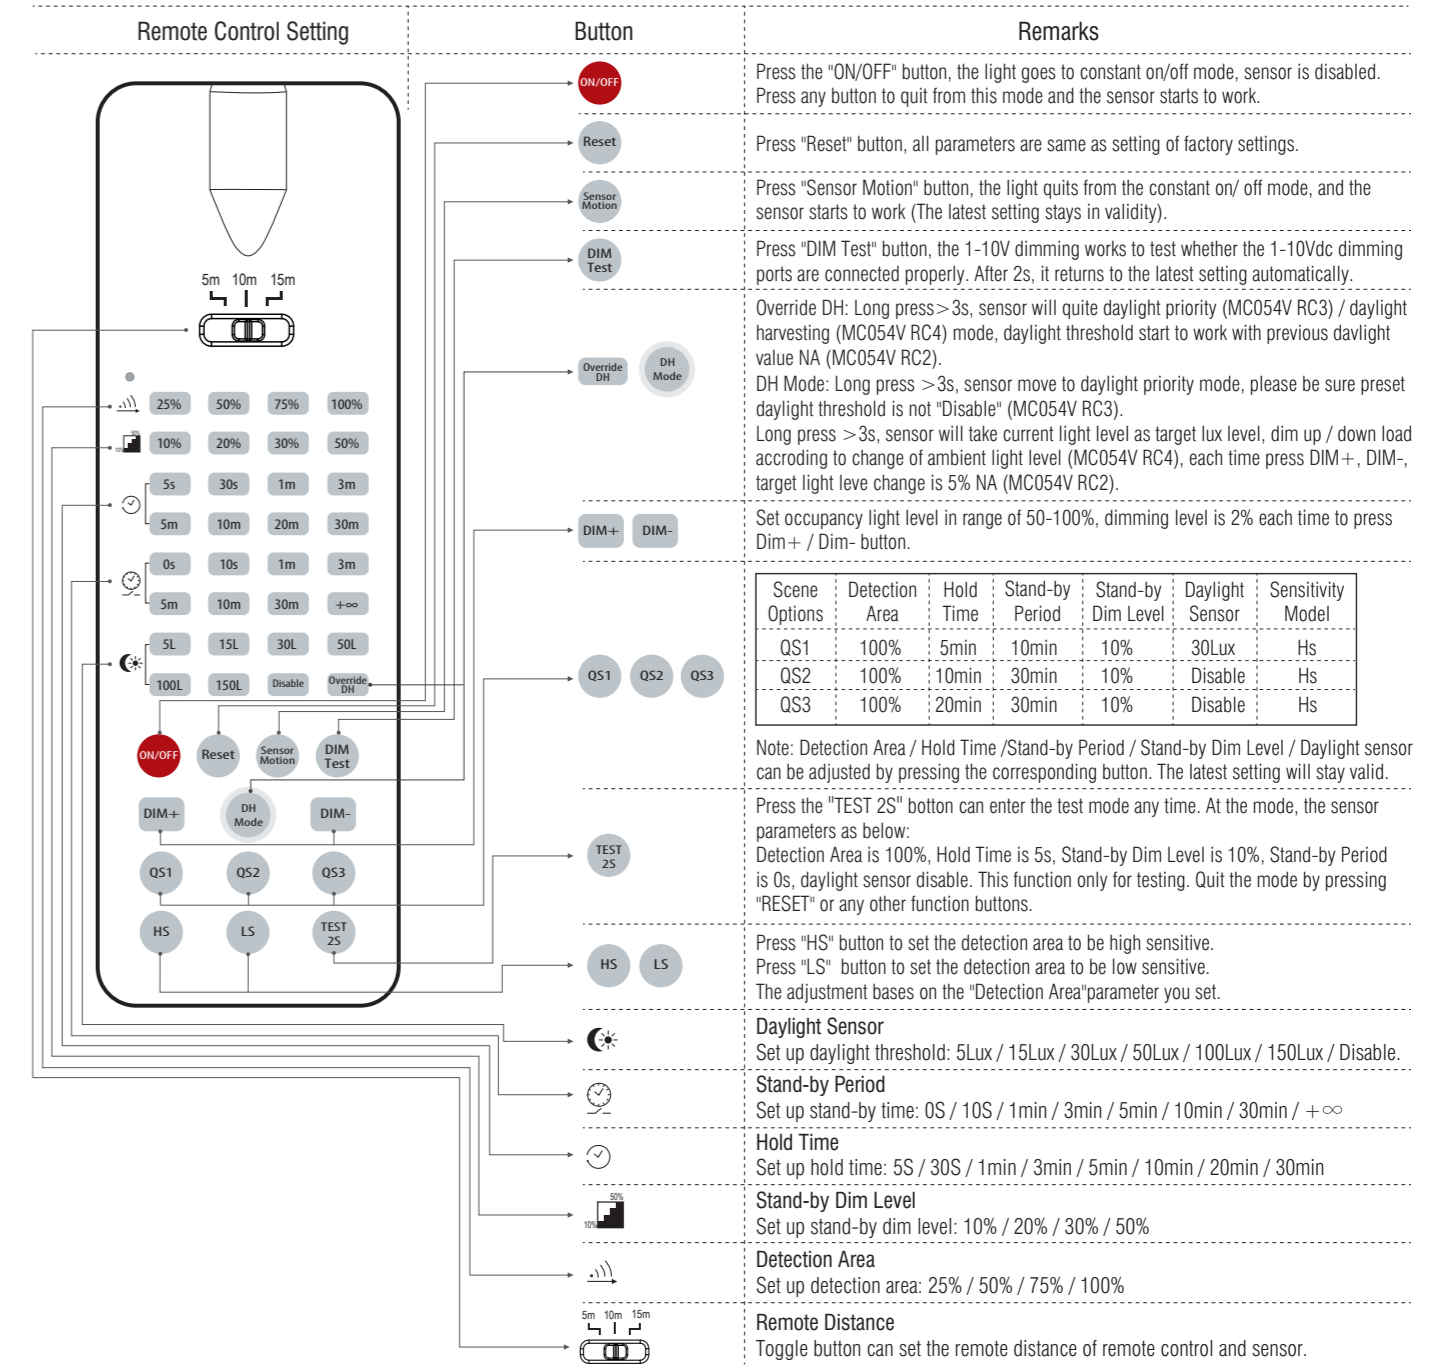 Remote Control Setting
Button
Remarks
5m 10m 15m
25% 50% 75% 100%
50%
10%
10% 20% 30% 50%
5s 30s 1m 3m
5m 10m 20m 30m
0s 10s 1m 3m
5m 10m 30m +∞
5L 15L 30L 50L
100L 150L Disable Override DH
ON/OFF Reset Sensor Motion DIM Test
DIM+ DH Mode DIM-
QS1 QS2 QS3
HS LS TEST 2S
ON/OFF
Press the "ON/OFF" button, the light goes to constant on/off mode, sensor is disabled.
Press any button to quit from this mode and the sensor starts to work.
Reset
Press "Reset" button, all parameters are same as setting of factory settings.
Sensor
Motion
Press "Sensor Motion" button, the light quits from the constant on/ off mode, and the
sensor starts to work (The latest setting stays in validity).
DIM
Test
Press "DIM Test" button, the 1-10V dimming works to test whether the 1-10Vdc dimming
ports are connected properly. After 2s, it returns to the latest setting automatically.
Override
DH
DH
Mode
Override DH: Long press>3s, sensor will quite daylight priority (MC054V RC3) / daylight
harvesting (MC054V RC4) mode, daylight threshold start to work with previous davlight
value NA (MC054V RC2).
DH Mode: Long press >3s, sensor move to daylight priority mode, please be sure preset
daylight threshold is not "Disable" (MC054V RC3).
Long press >3s, sensor will take current light level as target lux level, dim up / down load
accroding to change of ambient light level (MC054V RC4), each time press DIM+, DIM-,
target light leve change is 5% NA (MC054V RC2).
DIM+ DIM-
Set occupancy light level in range of 50-100%, dimming level is 2% each time to press
Dim+ / Dim- button.
QS1 QS2 QS3
Scene Detection Hold Stand-by Stand-by Daylight Sensitivity
Options Area Time Period Dim Level Sensor Model
QS1 100% 5min 10min 10% 30Lux Hs
QS2 100% 10min 30min 10% Disable Hs
QS3 100% 20min 30min 10% Disable Hs
Note: Detection Area / Hold Time /Stand-by Period / Stand-by Dim Level / Daylight sensor
can be adjusted by pressing the corresponding button. The latest setting will stay valid.
TEST
2S
Press the "TEST 2S" botton can enter the test mode any time. At the mode, the sensor
parameters as below:
Detection Area is 100%, Hold Time is 5s, Stand-by Dim Level is 10%, Stand-by Period
is 0s, daylight sensor disable. This function only for testing. Quit the mode by pressing
"RESET" or any other function buttons.
HS LS
Press "HS" button to set the detection area to be high sensitive.
Press "LS" button to set the detection area to be low sensitive.
The adjustment bases on the "Detection Area"parameter you set.
Daylight Sensor
Set up daylight threshold: 5Lux / 15Lux / 30Lux / 50Lux / 100Lux / 150Lux / Disable.
Stand-by Period
Set up stand-by time: 0S / 10S / 1min / 3min / 5min / 10min / 30min / +∞
Hold Time
Set up hold time: 5S / 30S / 1min / 3min / 5min / 10min / 20min / 30min
50%
10%
Stand-by Dim Level
Set up stand-by dim level: 10% / 20% / 30% / 50%
Detection Area
Set up detection area: 25% / 50% / 75% / 100%
5m 10m 15m
Remote Distance
Toggle button can set the remote distance of remote control and sensor.